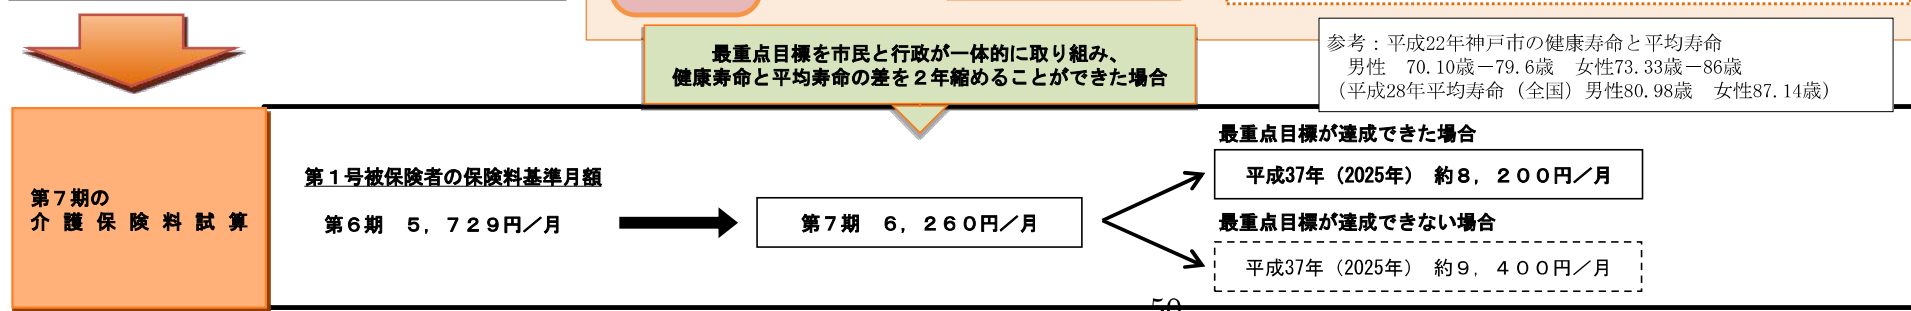 最重点目標を市民と行政が一体的に取り組み、
健康寿命と平均寿命の差を２年縮めることができた場合
参考：平成22年神戸市の健康寿命と平均寿命
男性　70.10歳－79.6歳　女性73.33歳－86歳
（平成28年平均寿命（全国）男性80.98歳　女性87.14歳）
第７期の
介護保険料試算
第１号被保険者の保険料基準月額
第６期　５，７２９円／月
第７期　６，２６０円／月
最重点目標が達成できた場合
平成37年（2025年）　約８，２００円／月
最重点目標が達成できない場合
平成37年（2025年）　約９，４００円／月